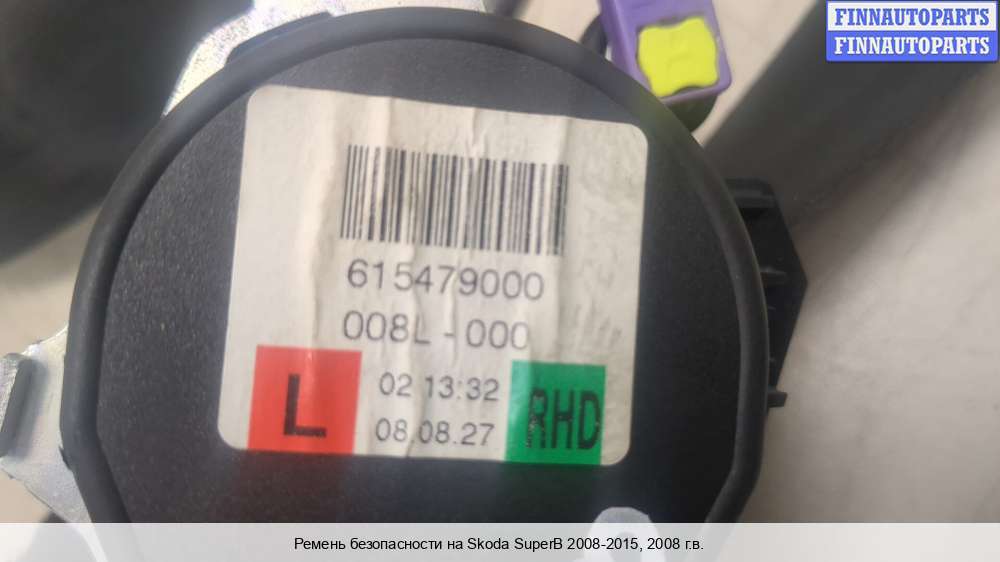 FINNAUTOPARTS
FINNAUTOPARTS
615479000
008L - 000
L
02 13:32
RHD
08.08.27
Ремень безопасности на Skoda SuperB 2008-2015, 2008 г.в.